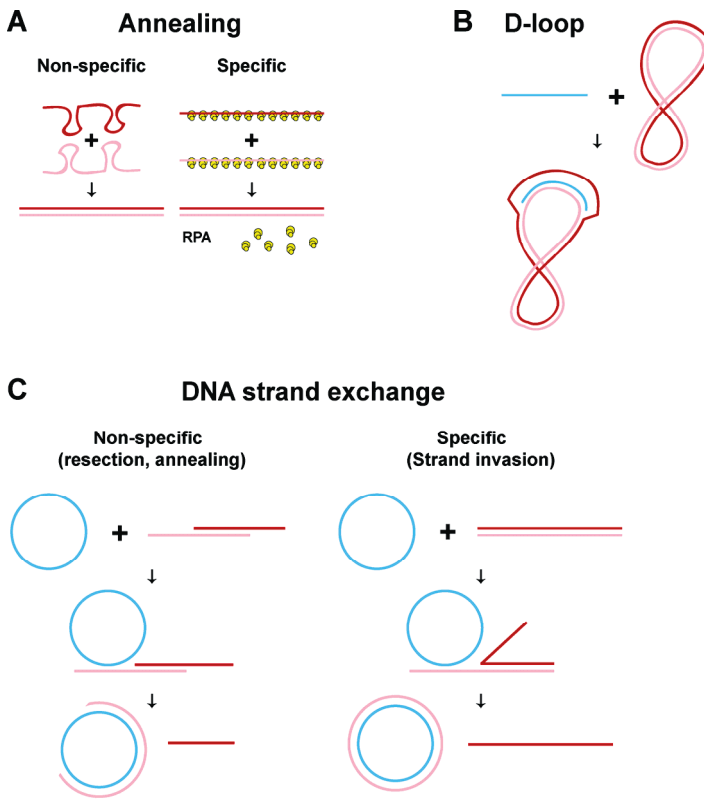 A
Annealing
Non-specific
Specific
+
+
↓
↓
RPA
B
D-loop
+
↓
C
DNA strand exchange
Non-specific
(resection, annealing)
Specific
(Strand invasion)
+
+
↓
↓
↓
↓